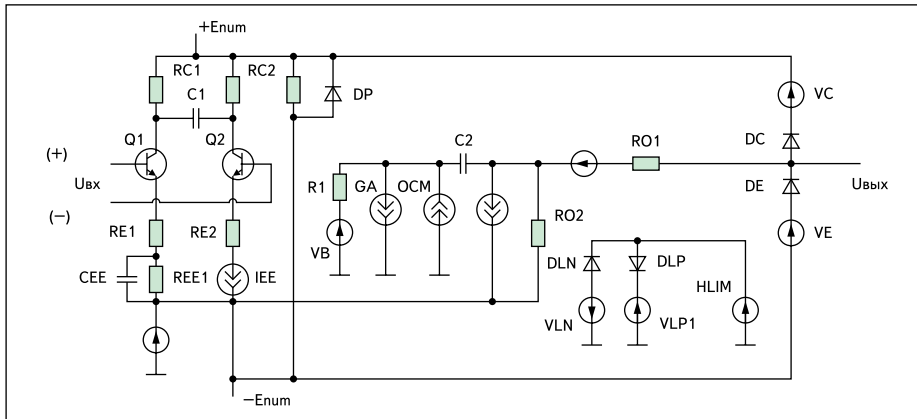 +Eпит
RC1
RC2
C1
DP
VC
Q1
Q2
C2
RO1
DC
(+)
Uвх
(−)
R1
GA
OCM
DE
Uвых
RE1
RE2
VB
RO2
VE
CEE
REE1
IEE
DLN
DLP
HLIM
VLN
VLP1
−Eпит